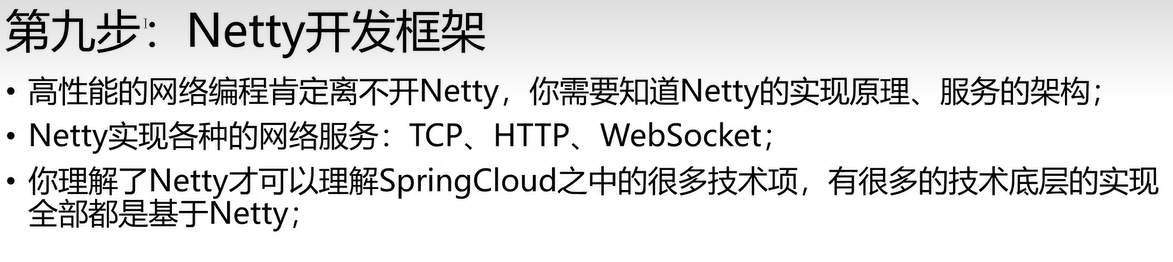 第九步：Netty开发框架
• 高性能的网络编程肯定离不开Netty，你需要知道Netty的实现原理、服务的架构；
• Netty实现各种的网络服务：TCP、HTTP、WebSocket；
• 你理解了Netty才可以理解SpringCloud之中的很多技术项，有很多的技术底层的实现
全部都是基于Netty；